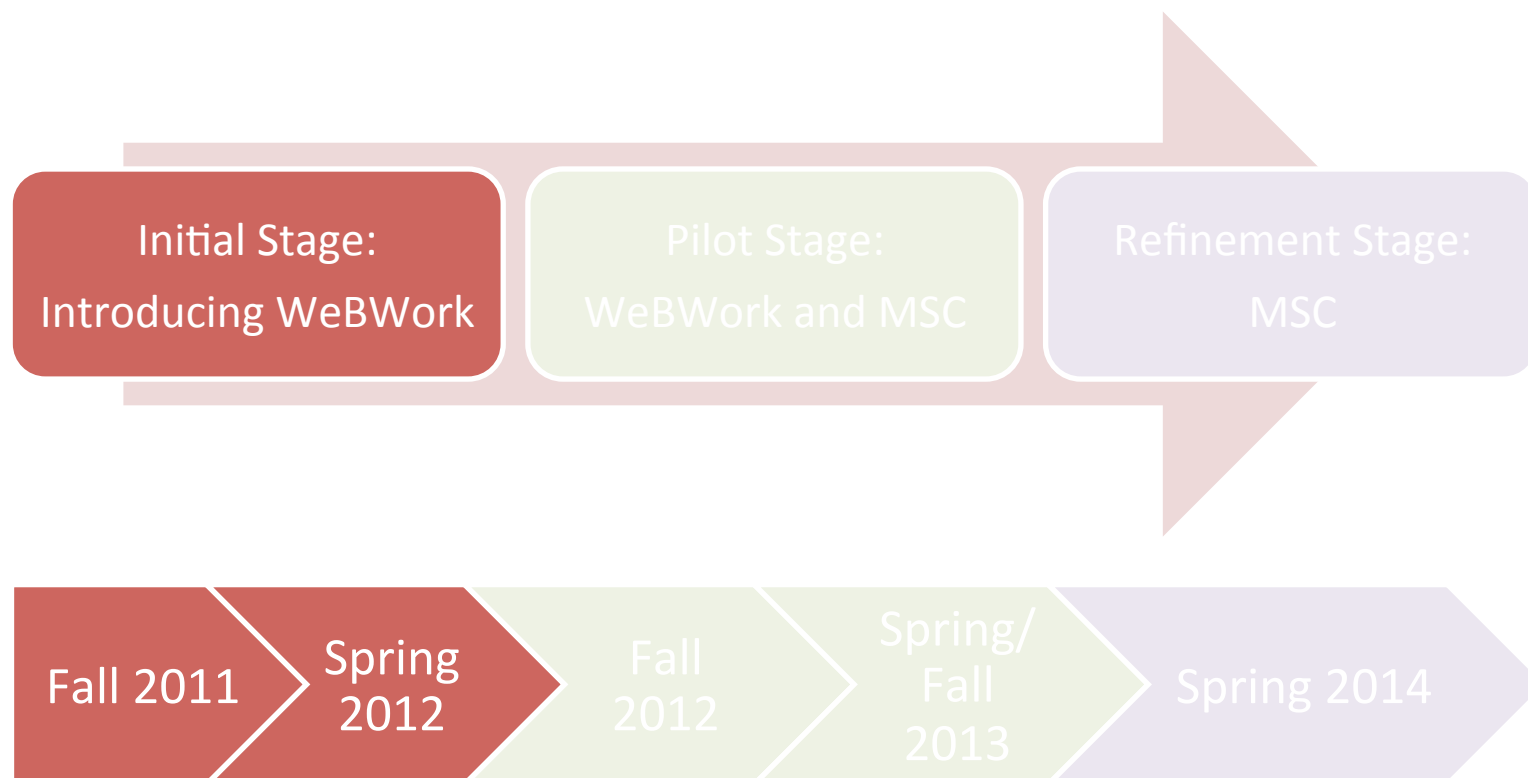 Initial Stage:
Introducing WeBWork
Pilot Stage:
WeBWork and MSC
Refinement Stage:
MSC
Fall 2011
Spring
2012
Fall
2012
Spring/
Fall
2013
Spring 2014